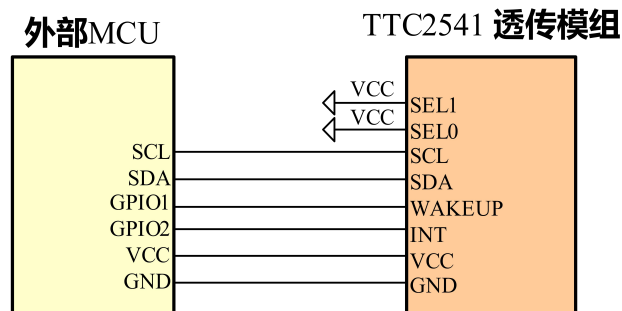 外部MCU
TTC2541 透传模组
VCC
SEL1
VCC
SEL0
SCL
SCL
SDA
SDA
GPIO1
WAKEUP
GPIO2
INT
VCC
VCC
GND
GND